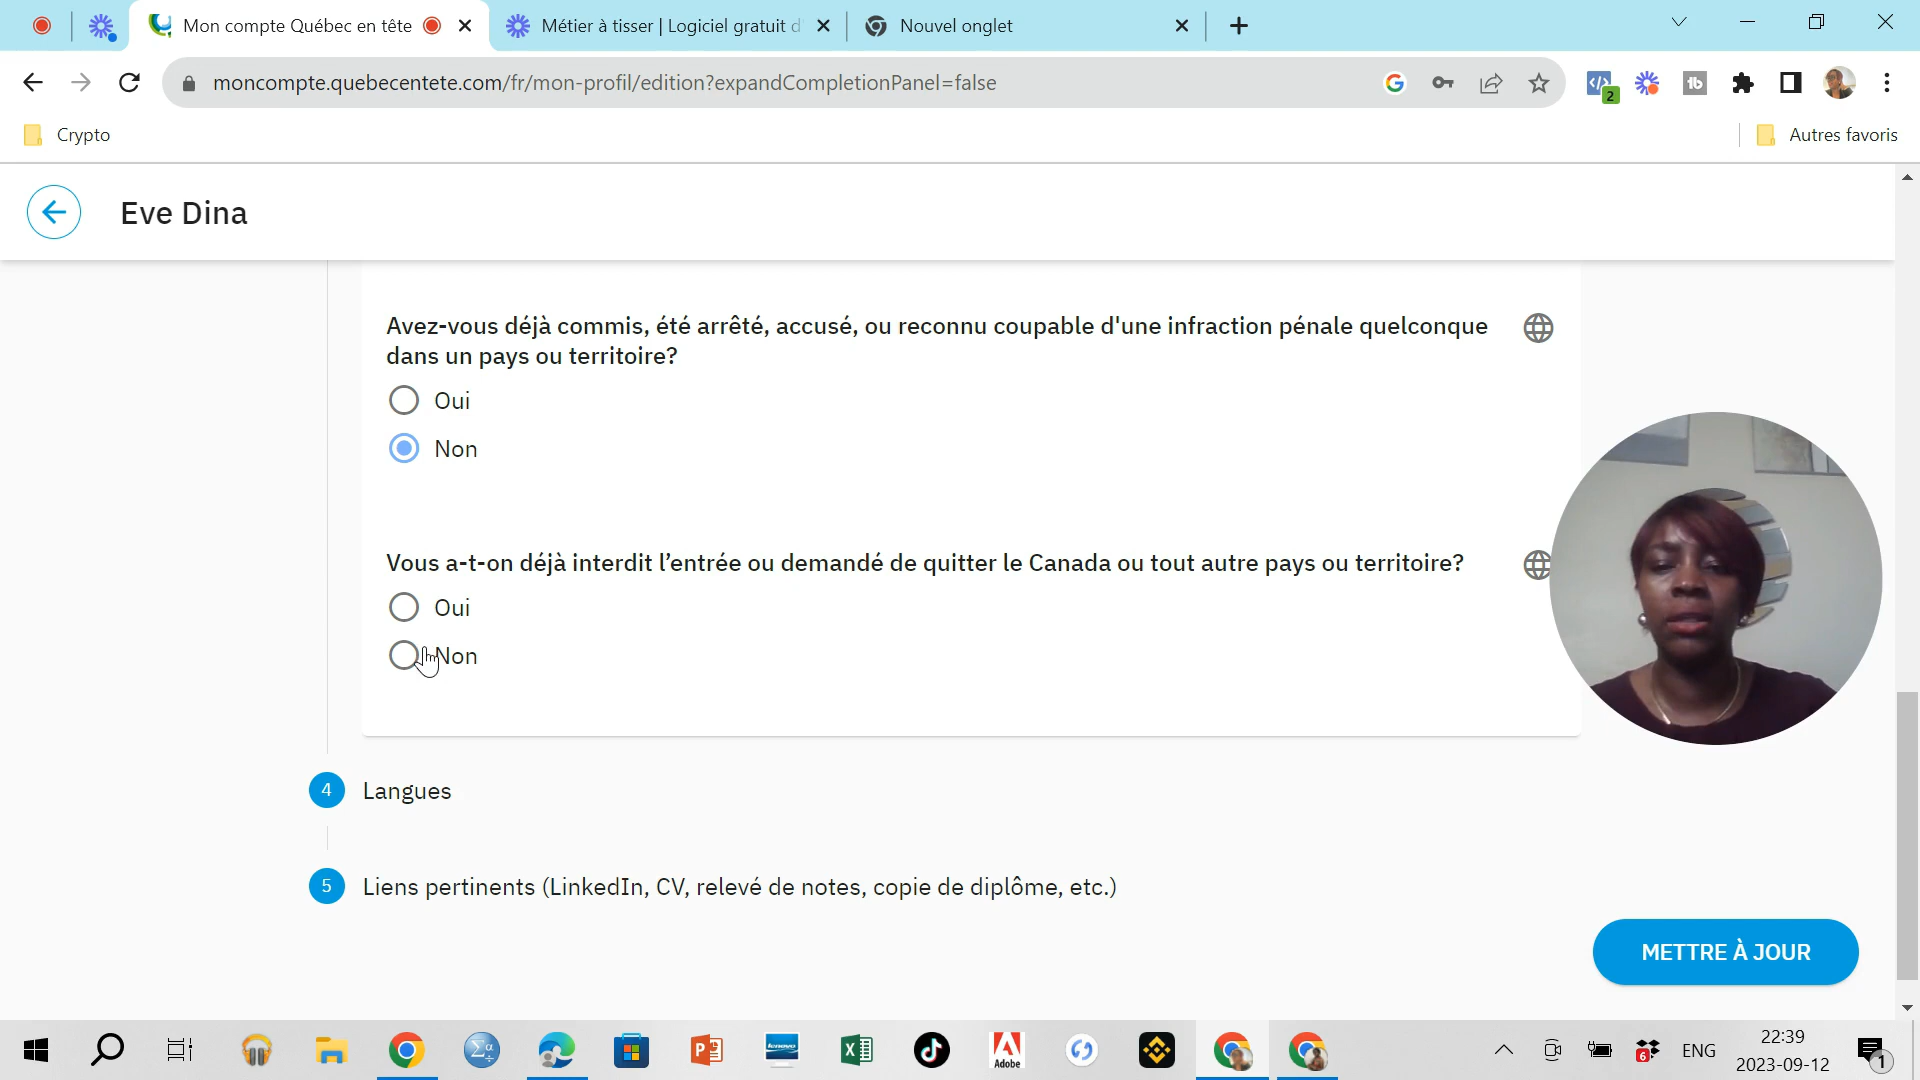 Mon compte Québec en tête
Métier à tisser | Logiciel gratuit d
Nouvel onglet
moncompte.quebecentete.com/fr/mon-profil/edition?expandCompletionPanel=false
2
Crypto
Autres favoris
Eve Dina
Avez-vous déjà commis, été arrêté, accusé, ou reconnu coupable d'une infraction pénale quelconque
dans un pays ou territoire?
Oui
Non
Vous a-t-on déjà interdit l’entrée ou demandé de quitter le Canada ou tout autre pays ou territoire?
Oui
Non
4 Langues
5 Liens pertinents (LinkedIn, CV, relevé de notes, copie de diplôme, etc.)
METTRE À JOUR
Adobe
6
ENG
22:39
2023-09-12
1